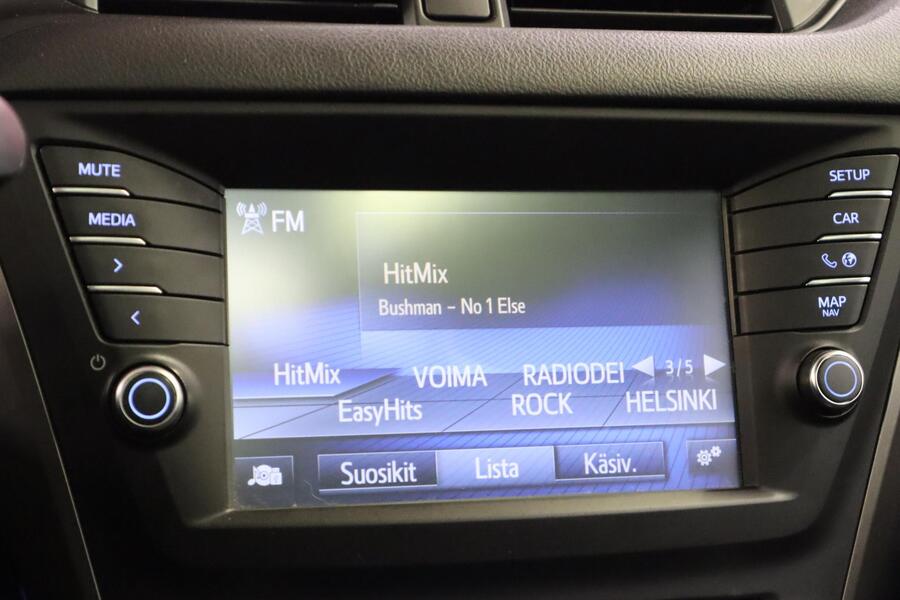 MUTE
MEDIA
SETUP
CAR
MAP
NAV
FM
HitMix
Bushman – No 1 Else
HitMix VOIMA RADIODEI 3/5
EasyHits ROCK HELSINKI
Suosikit Lista Käsiv.